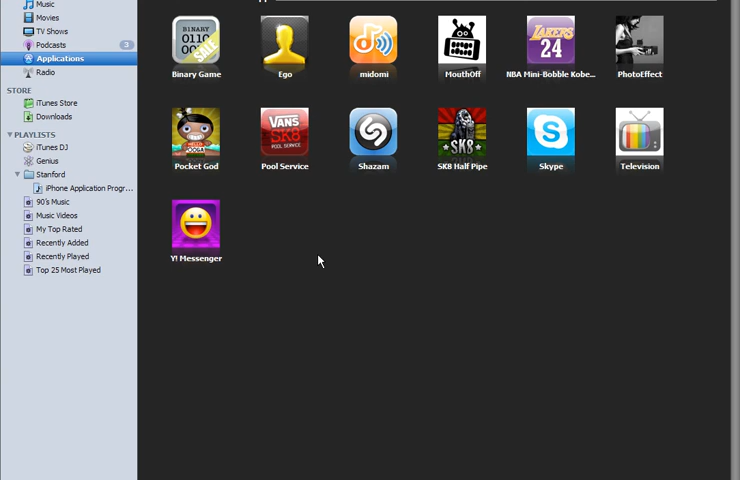 Music
Movies
TV Shows
Podcasts 3
Applications
Radio
STORE
iTunes Store
Downloads
PLAYLISTS
iTunes DJ
Genius
Stanford
iPhone Application Progr...
90's Music
Music Videos
My Top Rated
Recently Added
Recently Played
Top 25 Most Played
BINARY
SALE
LAKERS
24
Binary Game
Ego
midomi
MouthOff
NBA Mini-Bobble Kobe...
PhotoEffect
HELLO
OOGA
VANS
SK8
POOL SERVICE
SK8
Pocket God
Pool Service
Shazam
SK8 Half Pipe
Skype
Television
Y! Messenger